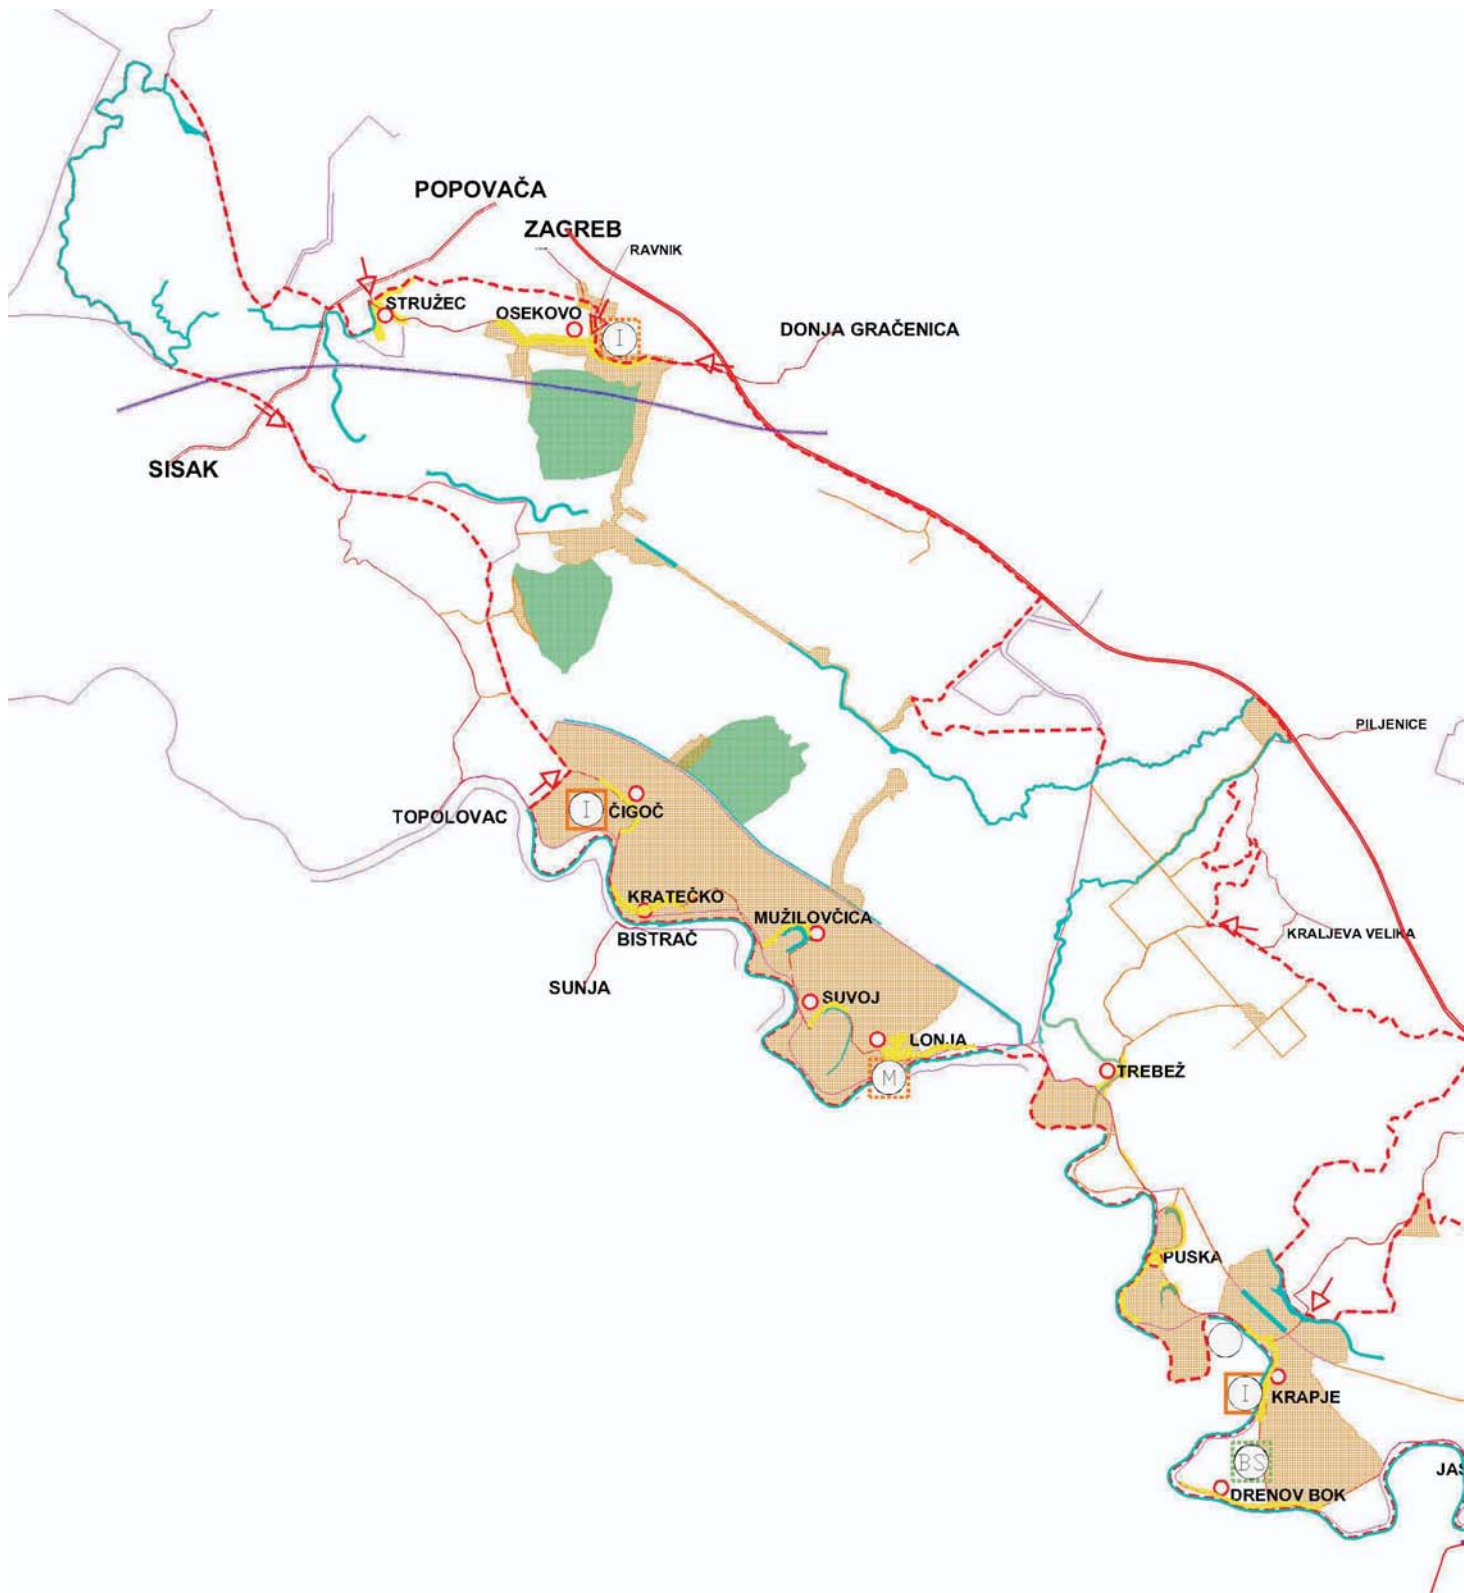 POPOVAČA
ZAGREB
RAVNIK
STRUŽEC
OSEKOVO
I
DONJA GRAČENICA
SISAK
PILJENICE
TOPOLOVAC
I
ČIGOČ
KRATEČKO
MUŽILOVČICA
BISTRAČ
KRALJEVA VELIKA
SUNJA
SUVOJ
LONJA
M
TREBEŽ
PUSKA
I
KRAPJE
BS
JAS
DRENOV BOK